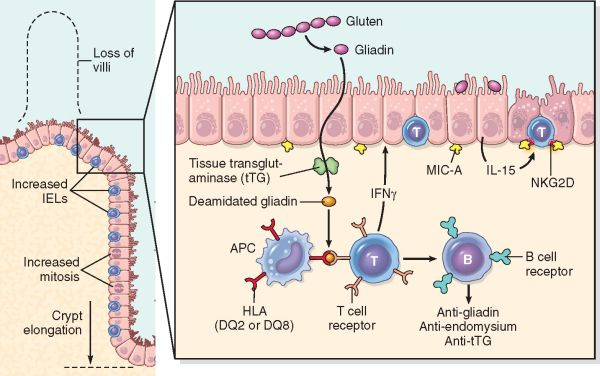 Loss of
villi
Increased
IELs
Increased
mitosis
Crypt
elongation
Gluten
Gliadin
T
T
Tissue transglut-
aminase (tTG)
Deamidated gliadin
IFNγ
MIC-A
IL-15
NKG2D
APC
T
B
B cell
receptor
HLA
(DQ2 or DQ8)
T cell
receptor
Anti-gliadin
Anti-endomysium
Anti-tTG